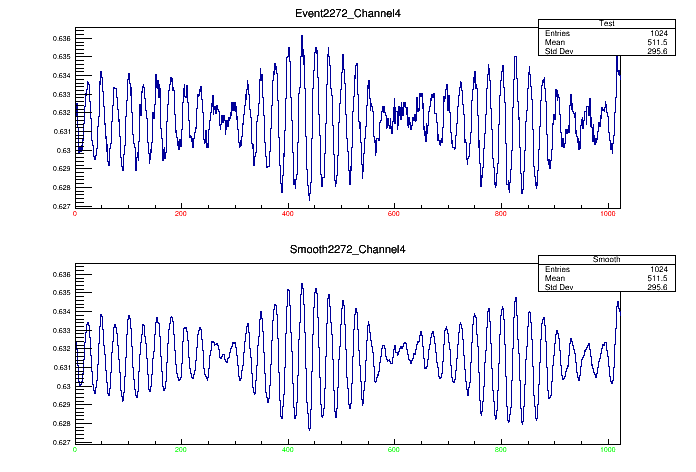 Event2272_Channel4
Test
Entries 1024
Mean 511.5
Std Dev 295.6
0.636
0.635
0.634
0.633
0.632
0.631
0.63
0.629
0.628
0.627
0 200 400 600 800 1000
Smooth2272_Channel4
Smooth
Entries 1024
Mean 511.5
Std Dev 295.6
0.636
0.635
0.634
0.633
0.632
0.631
0.63
0.629
0.628
0.627
0 200 400 600 800 1000